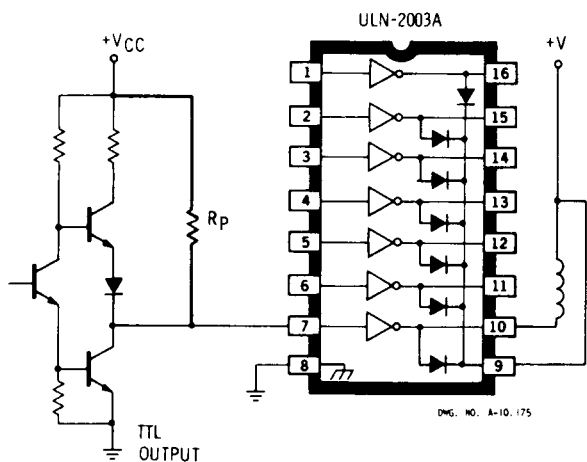 ULN-2003A
+VCC
+V
1
16
2
15
3
14
4
13
5
12
6
11
7
10
8
9
RP
TTL
OUTPUT
DWG. NO. A-10,175